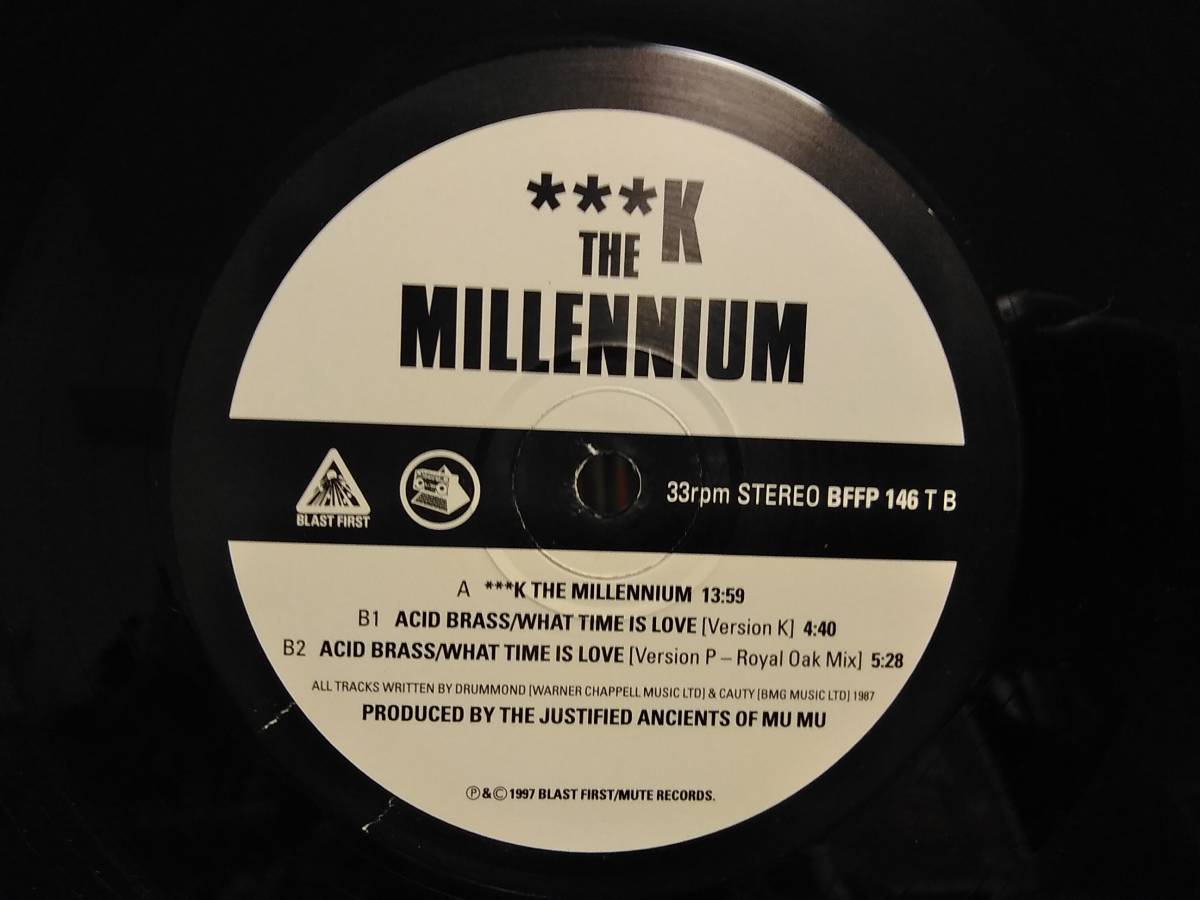 ***K
THE
MILLENNIUM
BLAST FIRST
33rpm STEREO BFFP 146 T B
A ***K THE MILLENNIUM 13:59
B1 ACID BRASS/WHAT TIME IS LOVE [Version K] 4:40
B2 ACID BRASS/WHAT TIME IS LOVE [Version P – Royal Oak Mix] 5:28
ALL TRACKS WRITTEN BY DRUMMOND [WARNER CHAPPELL MUSIC LTD] & CAUTY [BMG MUSIC LTD] 1987
PRODUCED BY THE JUSTIFIED ANCIENTS OF MU MU
Ⓟ&Ⓒ 1997 BLAST FIRST/MUTE RECORDS.